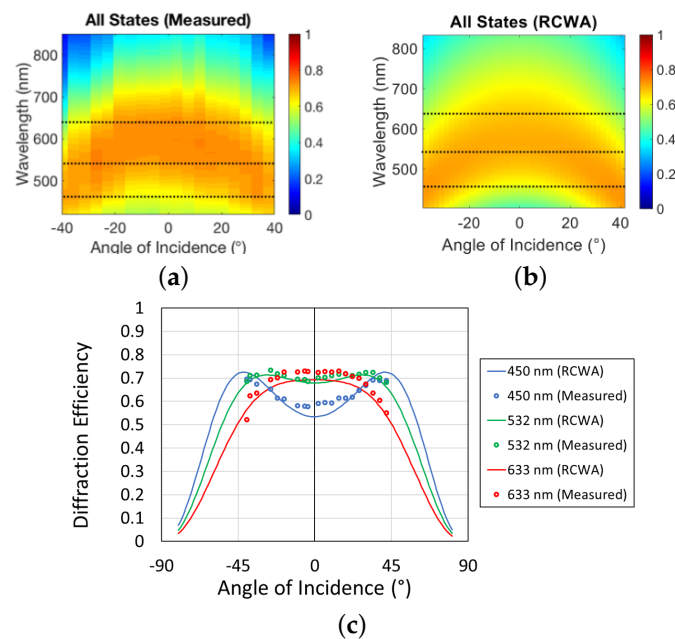 All States (Measured)
Wavelength (nm)
800
700
600
500
-40
-20
0
20
40
Angle of Incidence (°)
1
0.8
0.6
0.4
0.2
0
(a)
All States (RCWA)
Wavelength (nm)
800
700
600
500
-20
0
20
40
Angle of Incidence (°)
1
0.8
0.6
0.4
0.2
0
(b)
Diffraction Efficiency
1
0.9
0.8
0.7
0.6
0.5
0.4
0.3
0.2
0.1
0
-90
-45
0
45
90
Angle of Incidence (°)
450 nm (RCWA)
450 nm (Measured)
532 nm (RCWA)
532 nm (Measured)
633 nm (RCWA)
633 nm (Measured)
(c)